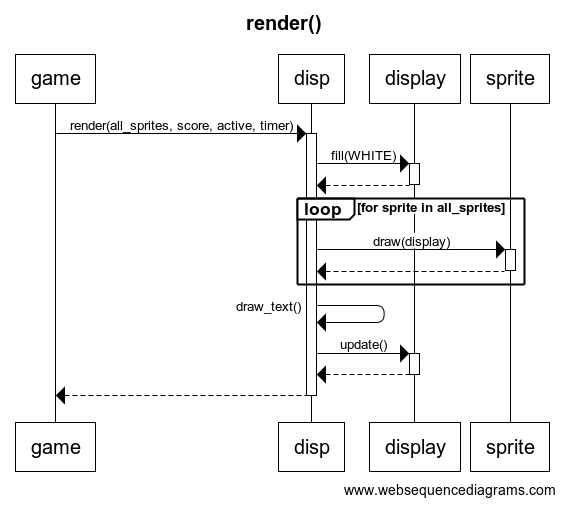 render()
game
disp
display
sprite
render(all_sprites, score, active, timer)
fill(WHITE)
loop
[for sprite in all_sprites]
draw(display)
draw_text()
update()
game
disp
display
sprite
www.websequencediagrams.com